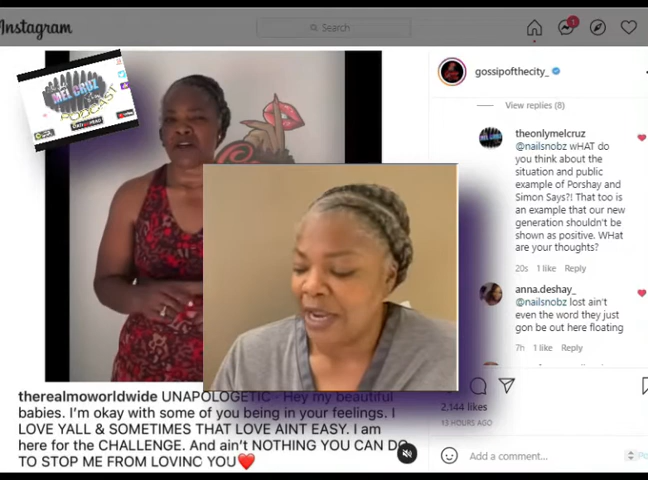 Instagram
Search
1
MEL CRUZ
PODCAST
gossipofthecity_
View replies (8)
theonlymelcruz
@nailsnobz wHAT do
you think about the
situation and public
example of Porshay and
Simon Says?! That too is
an example that our new
generation shouldn't be
shown as positive. WHat
are your thoughts?
20s 1 like Reply
anna.deshay_
@nailsnobz lost ain't
even the word they just
gon be out here floating
7h 1 like Reply
therealmoworldwide UNAPOLOGETIC - Hey my beautiful
babies. I'm okay with some of you being in your feelings. I
LOVE YALL & SOMETIMES THAT LOVE AINT EASY. I am
here for the CHALLENGE. And ain't NOTHING YOU CAN DO
TO STOP ME FROM LOVING YOU❤️
2,144 likes
13 HOURS AGO
Add a comment...